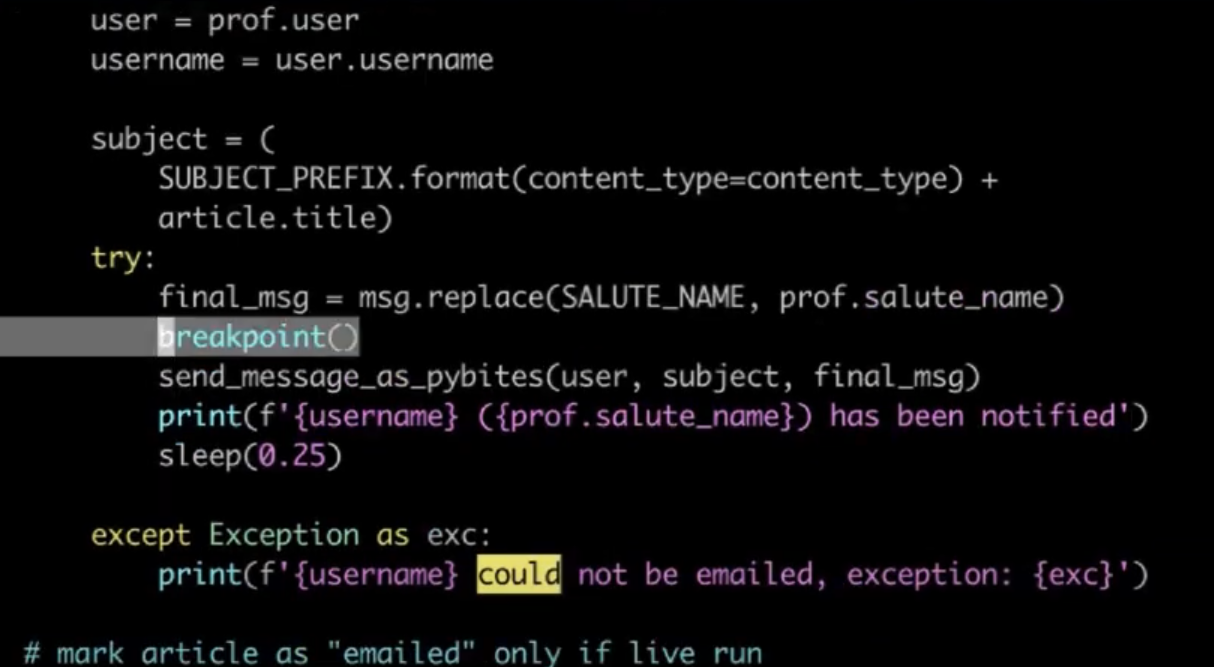 user = prof.user
username = user.username
subject = (
SUBJECT_PREFIX.format(content_type=content_type) +
article.title)
try:
final_msg = msg.replace(SALUTE_NAME, prof.salute_name)
breakpoint()
send_message_as_pybites(user, subject, final_msg)
print(f'{username} ({prof.salute_name}) has been notified')
sleep(0.25)
except Exception as exc:
print(f'{username} could not be emailed, exception: {exc}')
# mark article as "emailed" only if live run